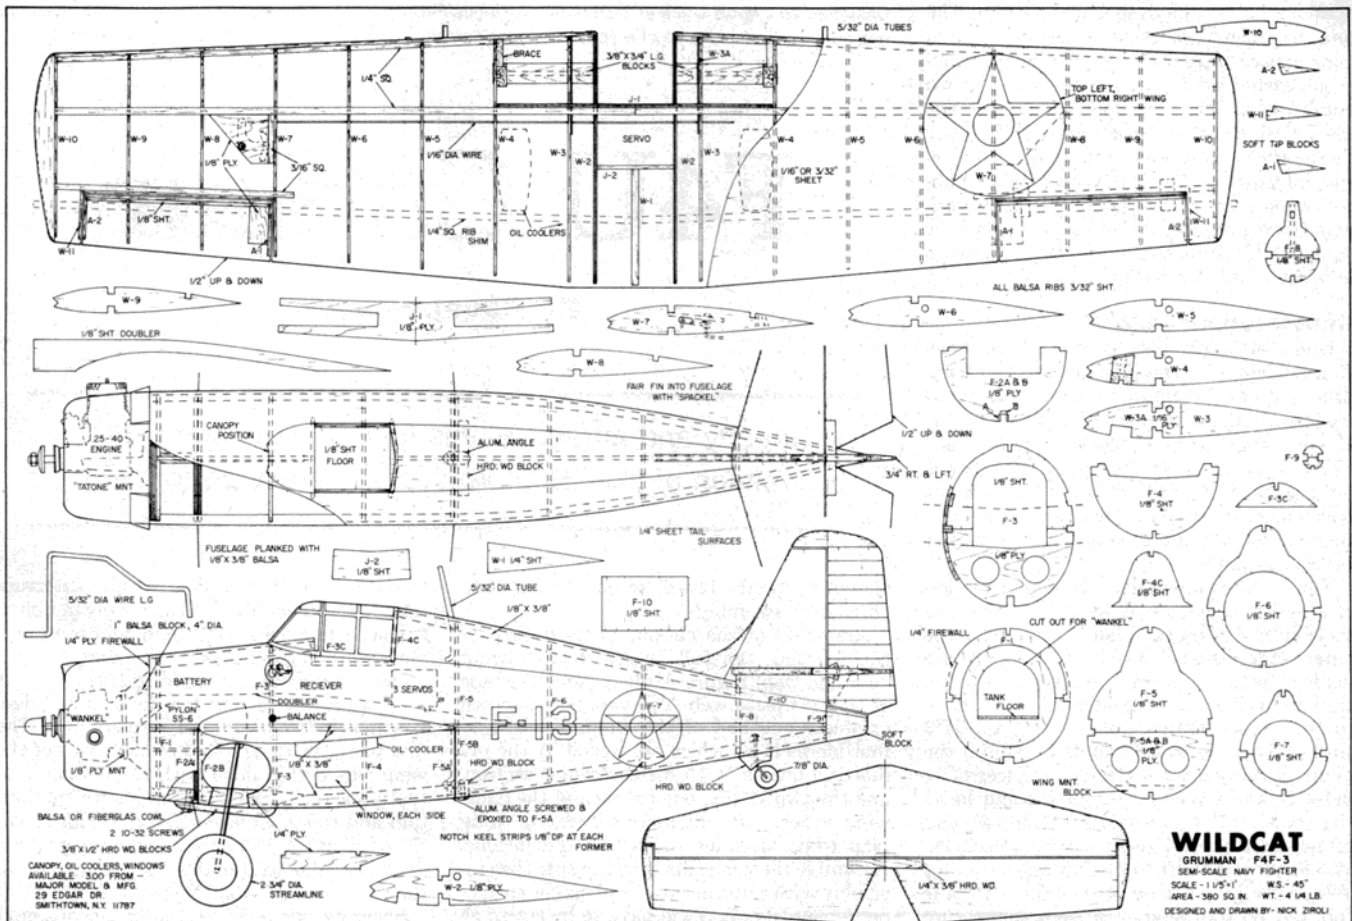 5/32" DIA TUBES
W-10
BRACE
3/8" X 3/4" L.G.
BLOCKS
W-3A
A-2
1/4" SQ.
TOP LEFT,
BOTTOM RIGHT WING
J-1
W-11
W-10
W-9
W-8
W-7
W-6
W-5
W-4
W-3
W-2
SERVO
W-2
W-3
W-4
W-5
W-6
W-7
W-8
W-9
W-10
1/8" PLY.
3/16" SQ.
1/16" DIA. WIRE
SOFT TIP BLOCKS
A-1
J-2
1/16" OR 3/32"
SHEET
W-1
1/8" SHT.
A-2
1/4" SQ. RIB
SHIM
OIL COOLERS
W-11
A-1
A-1
A-2
W-11
F-8
1/8" SHT.
1/2" UP & DOWN
ALL BALSA RIBS 3/32" SHT.
W-9
J-1
1/8" PLY.
W-7
W-6
W-5
1/8" SHT DOUBLER
W-8
W-4
FAIR FIN INTO FUSELAGE
WITH "SPACKEL"
F-2A & B
1/8" PLY
A
B
W-3A
1/16
PLY
W-3
25-40
ENGINE
"TATONE" MNT
CANOPY
POSITION
1/8" SHT
FLOOR
ALUM. ANGLE
HRD. WD BLOCK
1/2" UP & DOWN
3/4" RT. & LFT.
F-9
1/8" SHT.
F-3
1/8" PLY
F-4
1/8" SHT
F-3C
FUSELAGE PLANKED WITH
1/8" X 3/8" BALSA
J-2
1/8" SHT.
W-1 1/4" SHT
1/4" SHEET TAIL
SURFACES
5/32" DIA WIRE L.G
5/32" DIA. TUBE
1/8" X 3/8"
F-10
1/8" SHT.
F-4C
1/8" SHT
F-6
1/8" SHT
1" BALSA BLOCK, 4" DIA.
1/4" PLY FIREWALL
F-4C
F-3C
1/4" FIREWALL
F-1
CUT OUT FOR "WANKEL"
TANK
FLOOR
BATTERY
F-3
RECIEVER
DOUBLER
3 SERVOS
F-5
F-6
F-7
F-10
F-8
F-9
"WANKEL"
PYLON
SS-6
BALANCE
F-13
F-5
1/8" SHT
F-1
F-2A
F-2B
1/8" PLY MNT
F-3
1/8" X 3/8"
F-4
OIL COOLER
F-5A
F-5B
HRD WD BLOCK
SOFT
BLOCK
F-5A & B
1/8"
PLY.
F-7
1/8" SHT.
7/8" DIA.
HRD. WD. BLOCK
WING MNT.
BLOCK
BALSA OR FIBERGLAS COWL
WINDOW, EACH SIDE
ALUM. ANGLE SCREWED &
EPOXIED TO F-5A
2 10-32 SCREWS
3/8" X 1/2" HRD WD. BLOCKS
1/4" PLY.
NOTCH KEEL STRIPS 1/8" DP AT EACH
FORMER
CANOPY, OIL COOLERS, WINDOWS
AVAILABLE 3.00 FROM –
MAJOR MODEL & MFG.
29 EDGAR DR.
SMITHTOWN, N.Y. 11787
2 3/4" DIA.
STREAMLINE
W-2 1/8" PLY.
1/4" X 3/8" HRD. WD.
WILDCAT
GRUMMAN F4F-3
SEMI-SCALE NAVY FIGHTER
SCALE - 1 1/5"=1' W.S. - 45"
AREA - 380 SQ IN. WT. - 4 1/4 LB.
DESIGNED AND DRAWN BY - NICK ZIROLI